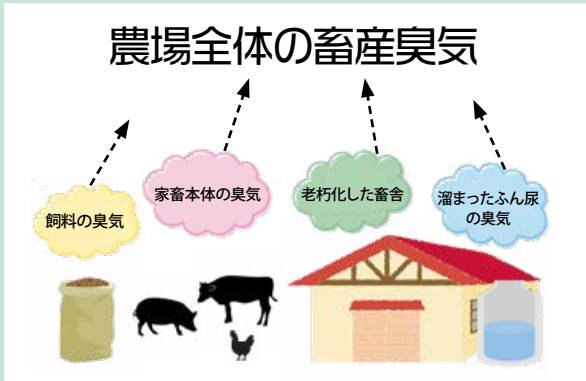 農場全体の畜産臭気
飼料の臭気
家畜本体の臭気
老朽化した畜舎
溜まったふん尿
の臭気